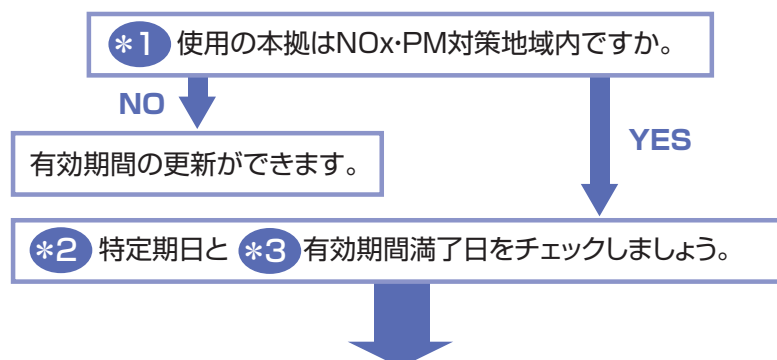 *1 使用の本拠はNOx・PM対策地域内ですか。
NO
YES
有効期間の更新ができます。
*2 特定期日と *3 有効期間満了日をチェックしましょう。